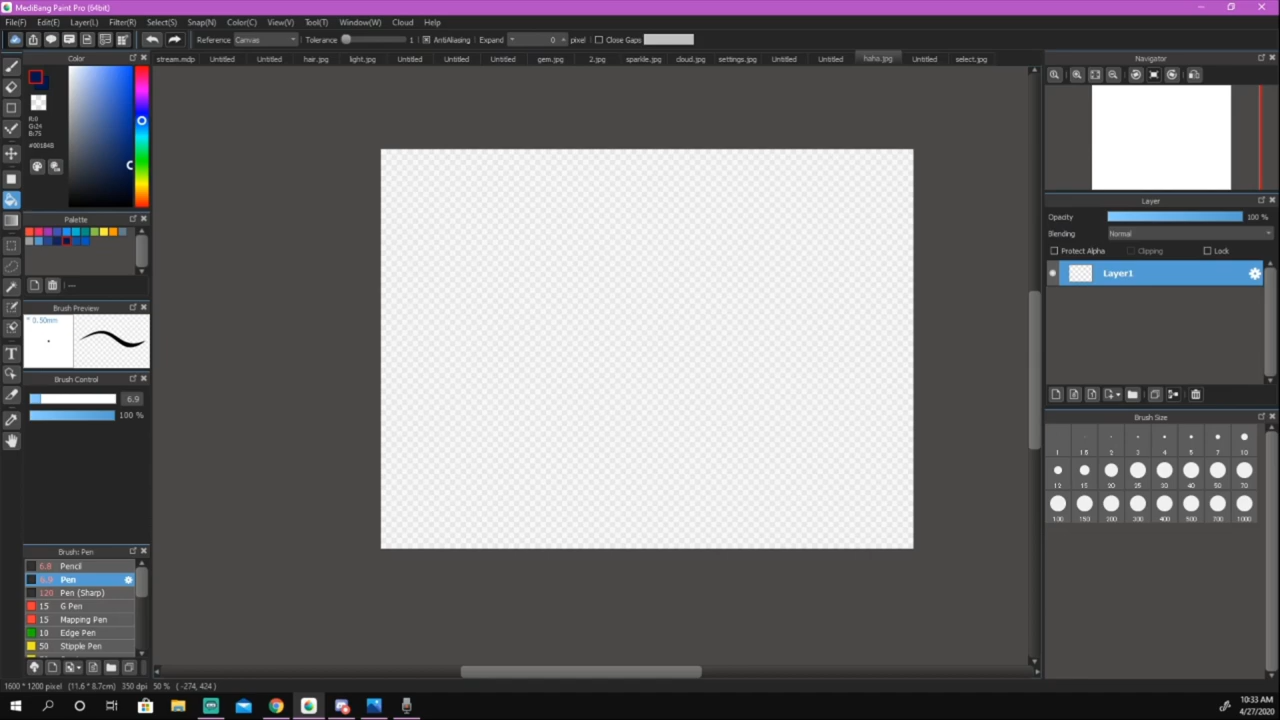 MediBang Paint Pro (64bit)
File(F) Edit(E) Layer(L) Filter(R) Select(S) Snap(N) Color(C) View(V) Tool(T) Window(W) Cloud Help
Reference Canvas Tolerance 1 AntiAliasing Expand 0 pixel Close Gaps
stream.mdp Untitled Untitled hair.jpg light.jpg Untitled Untitled Untitled gem.jpg 2.jpg sparkle.jpg cloud.jpg settings.jpg Untitled Untitled haha.jpg Untitled select.jpg
Color
R:0
G:24
B:75
#00184B
Palette
---
Brush Preview
* 0.50mm
Brush Control
6.9
100 %
Brush: Pen
6.8 Pencil
6.9 Pen
120 Pen (Sharp)
15 G Pen
15 Mapping Pen
10 Edge Pen
50 Stipple Pen
Navigator
Layer
Opacity 100 %
Blending Normal
Protect Alpha Clipping Lock
Layer1
Brush Size
1 1.5 2 3 4 5 7 10
12 15 20 25 30 40 50 70
100 150 200 300 400 500 700 1000
1600 * 1200 pixel (11.6 * 8.7cm) 350 dpi 50 % ( -274, 424 )
10:33 AM
4/27/2020